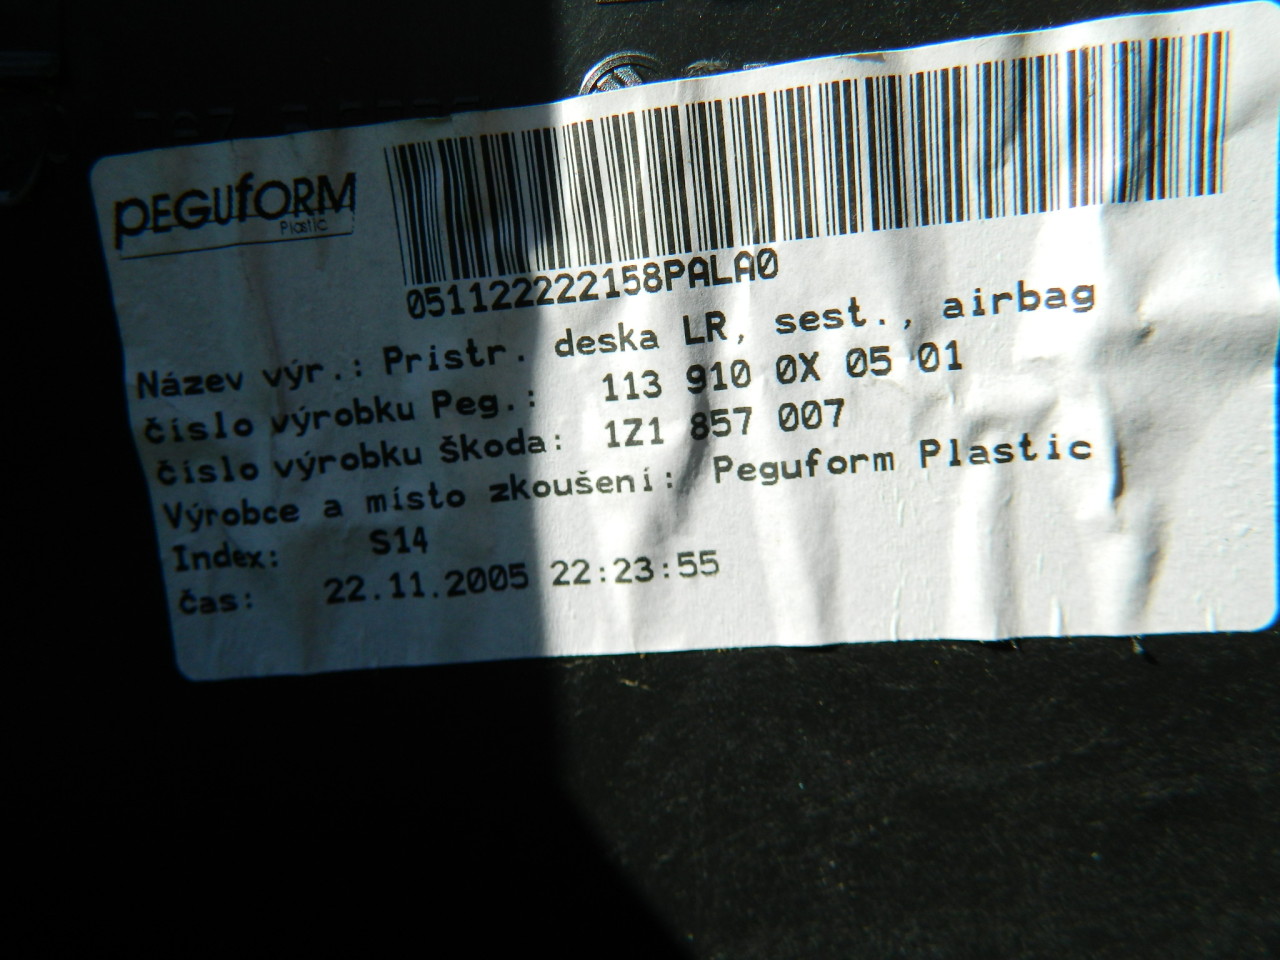 PEGUFORM
Plastic
051122222158PALA0
Název výr.: Pristr. deska LR, sest., airbag
číslo výrobku Peg.: 113 910 0X 05 01
číslo výrobku škoda: 1Z1 857 007
Výrobce a místo zkoušení: Peguform Plastic
Index: S14
čas: 22.11.2005 22:23:55